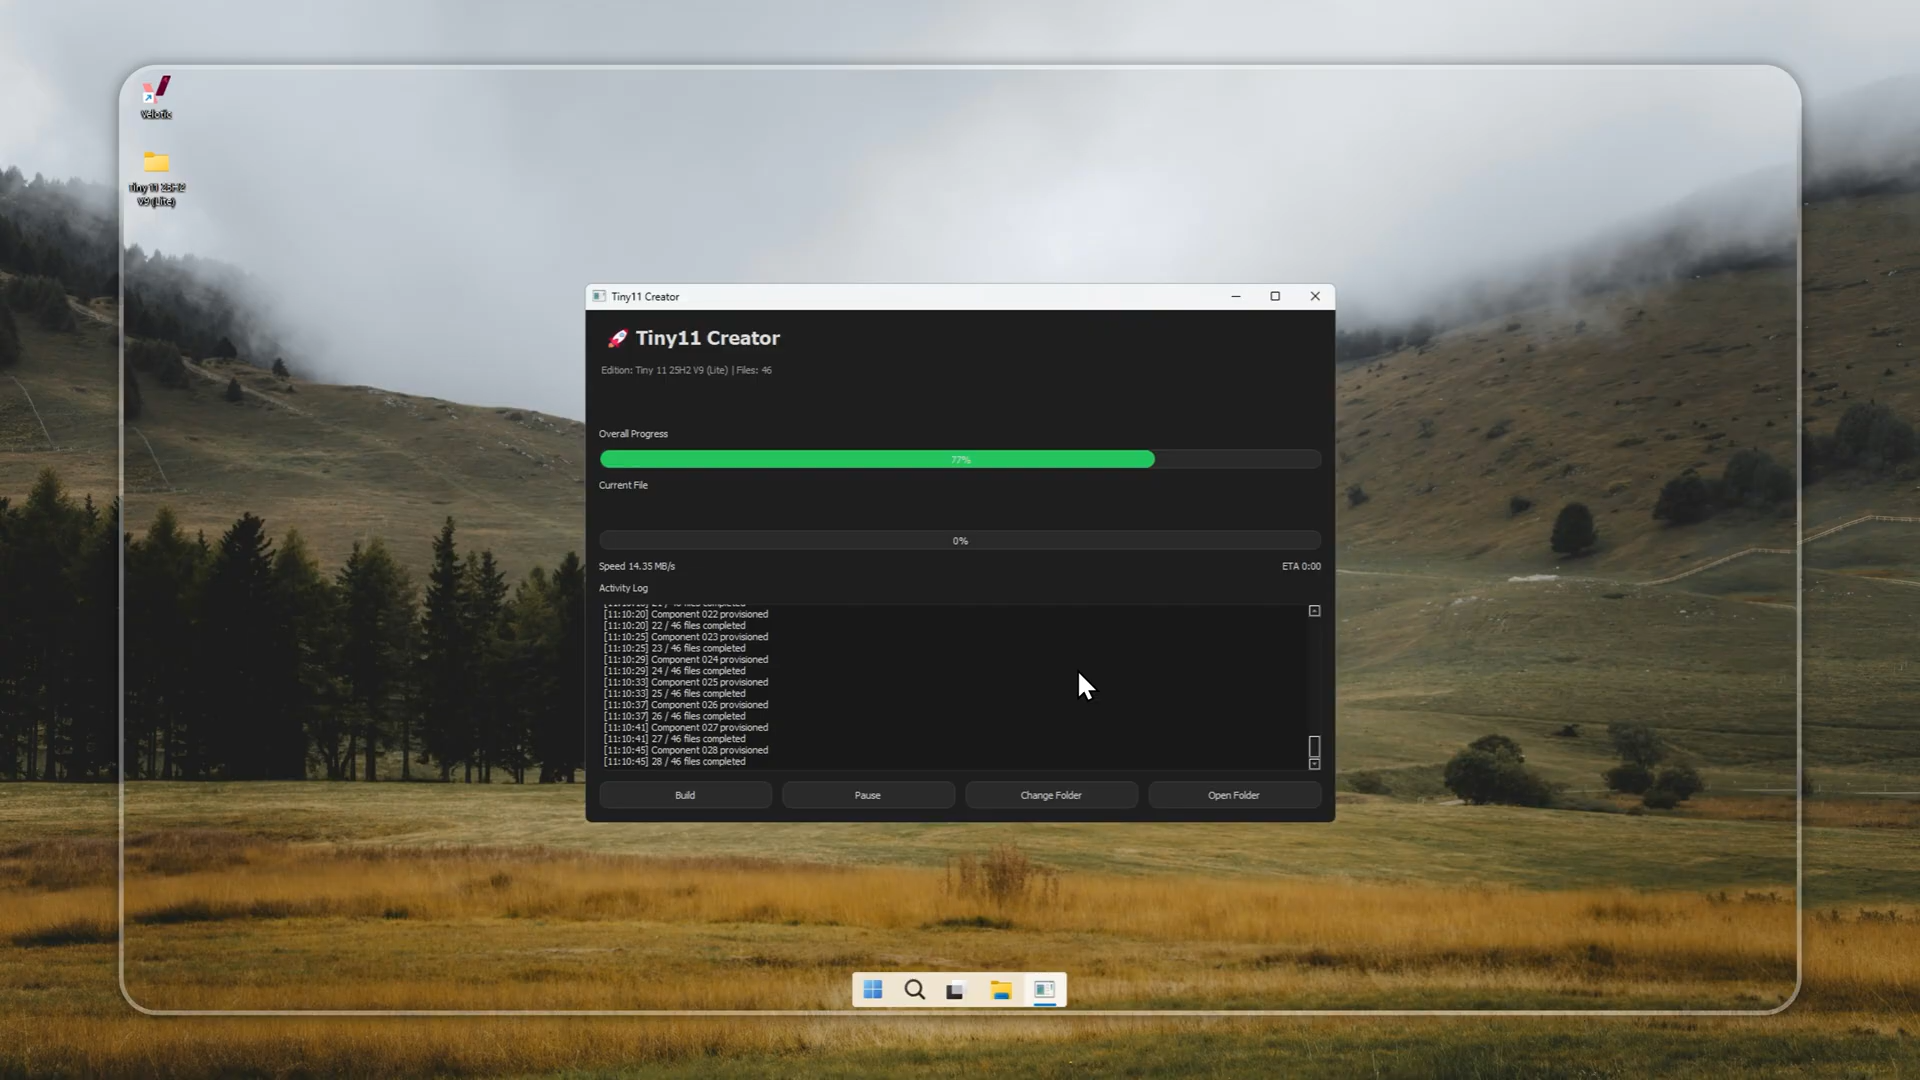 Velotic
Tiny 11 25H2
V9 (Lite)
Tiny11 Creator
Tiny11 Creator
Edition: Tiny 11 25H2 V9 (Lite) | Files: 46
Overall Progress
77%
Current File
0%
Speed 14.35 MB/s
ETA 0:00
Activity Log
[11:10:20] Component 022 provisioned
[11:10:20] 22 / 46 files completed
[11:10:25] Component 023 provisioned
[11:10:25] 23 / 46 files completed
[11:10:29] Component 024 provisioned
[11:10:29] 24 / 46 files completed
[11:10:33] Component 025 provisioned
[11:10:33] 25 / 46 files completed
[11:10:37] Component 026 provisioned
[11:10:37] 26 / 46 files completed
[11:10:41] Component 027 provisioned
[11:10:41] 27 / 46 files completed
[11:10:45] Component 028 provisioned
[11:10:45] 28 / 46 files completed
Build
Pause
Change Folder
Open Folder